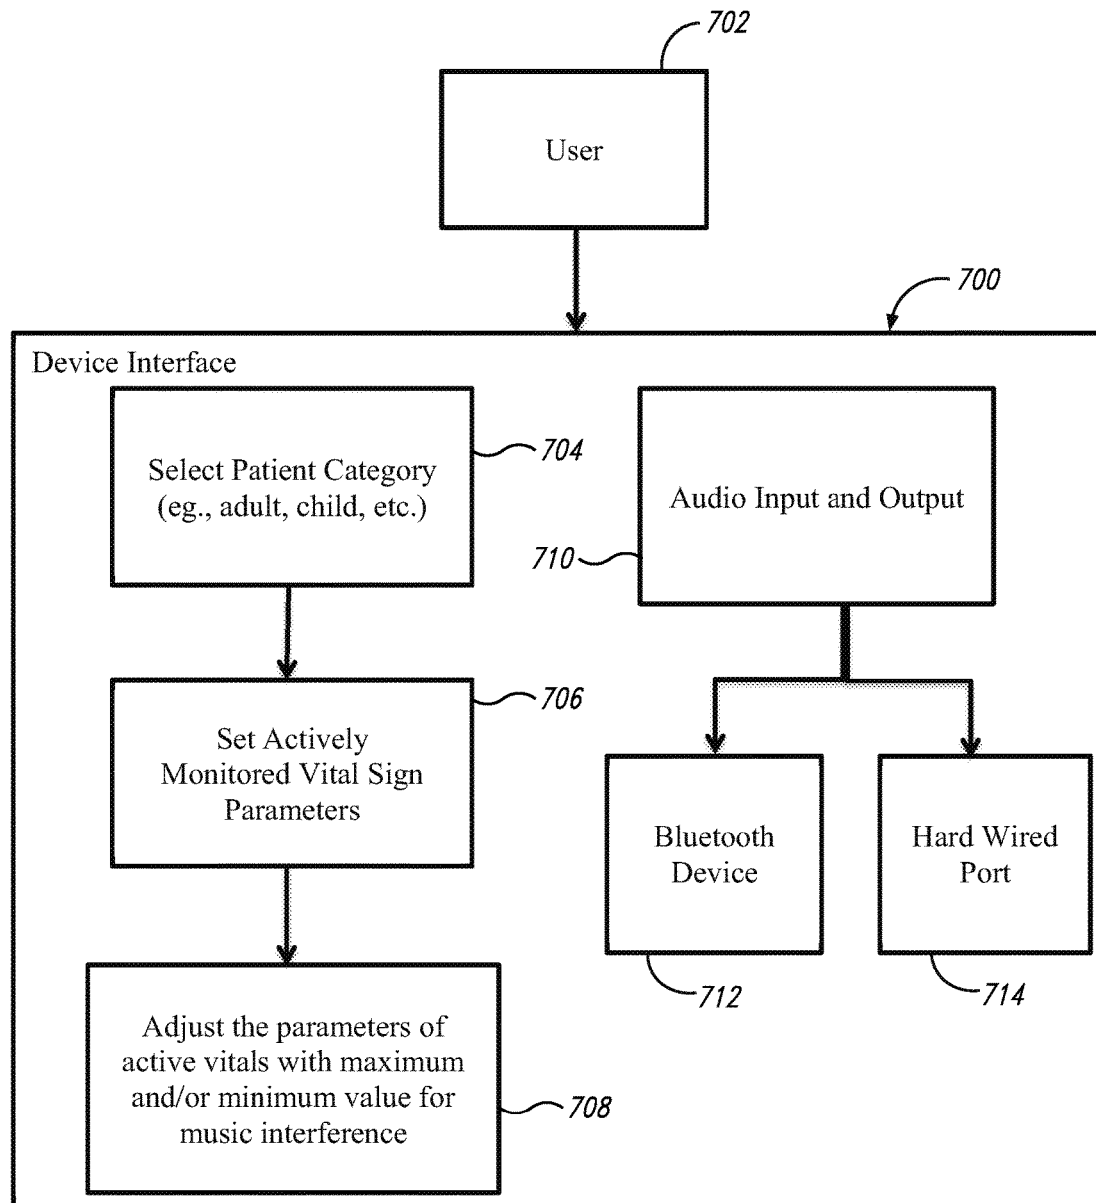 702
User
700
Device Interface
Select Patient Category
(eg., adult, child, etc.)
704
Audio Input and Output
710
Set Actively
Monitored Vital Sign
Parameters
706
Bluetooth
Device
712
Hard Wired
Port
714
Adjust the parameters of
active vitals with maximum
and/or minimum value for
music interference
708